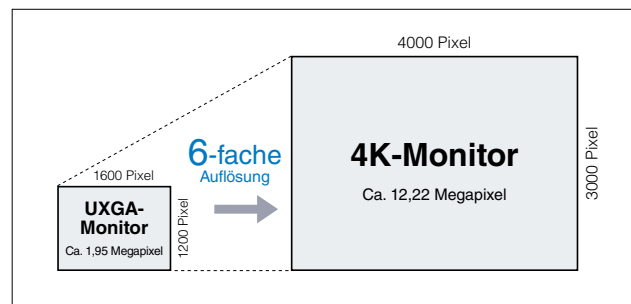 4000 Pixel
4K-Monitor
Ca. 12,22 Megapixel
3000 Pixel
6-fache
Auflösung
1600 Pixel
UXGA-
Monitor
Ca. 1,95 Megapixel
1200 Pixel